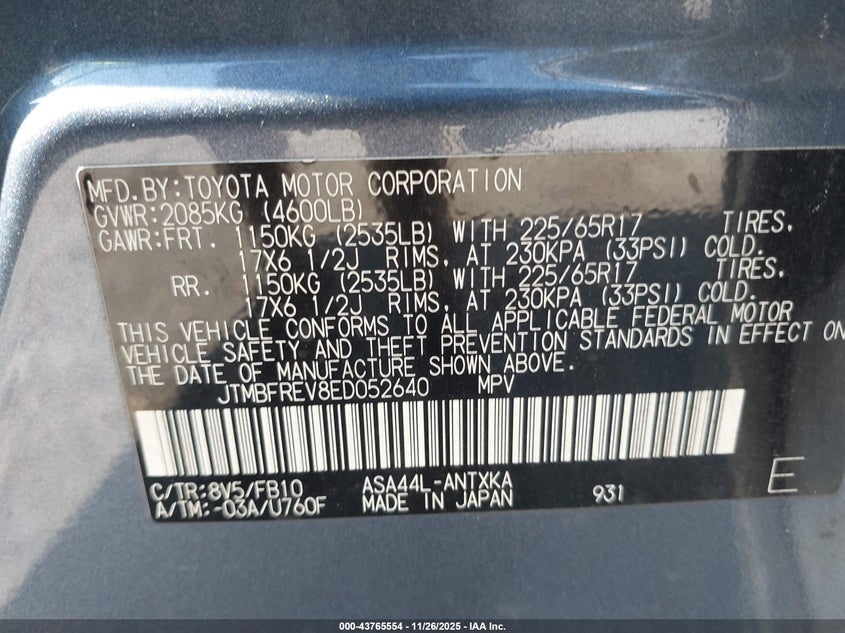 MFD.BY:TOYOTA MOTOR CORPORATION
GVWR:2085KG (4600LB)
GAWR:FRT. 1150KG (2535LB) WITH 225/65R17 TIRES,
17X6 1/2J RIMS, AT 230KPA (33PSI) COLD.
RR. 1150KG (2535LB) WITH 225/65R17 TIRES,
17X6 1/2J RIMS, AT 230KPA (33PSI) COLD.
THIS VEHICLE CONFORMS TO ALL APPLICABLE FEDERAL MOTOR
VEHICLE SAFETY AND THEFT PREVENTION STANDARDS IN EFFECT ON
THE DATE OF MANUFACTURE SHOWN ABOVE.
JTMBFREV8ED052640 MPV
C/TR:8V5/FB10 ASA44L-ANTXKA
A/TM:-03A/U760F MADE IN JAPAN 931 E
000-43765554 - 11/26/2025 - IAA Inc.